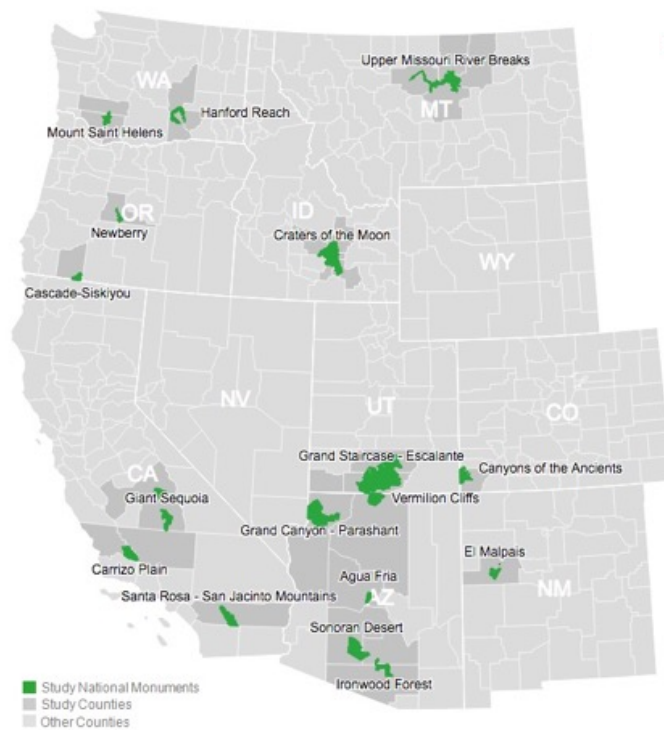 Upper Missouri River Breaks
WA
MT
Hanford Reach
Mount Saint Helens
OR
ID
Newberry
Craters of the Moon
WY
Cascade-Siskiyou
NV
UT
CO
Grand Staircase - Escalante
CA
Canyons of the Ancients
Giant Sequoia
Vermilion Cliffs
Grand Canyon - Parashant
El Malpais
Carrizo Plain
Agua Fria
NM
Santa Rosa - San Jacinto Mountains
AZ
Sonoran Desert
Ironwood Forest
Study National Monuments
Study Counties
Other Counties